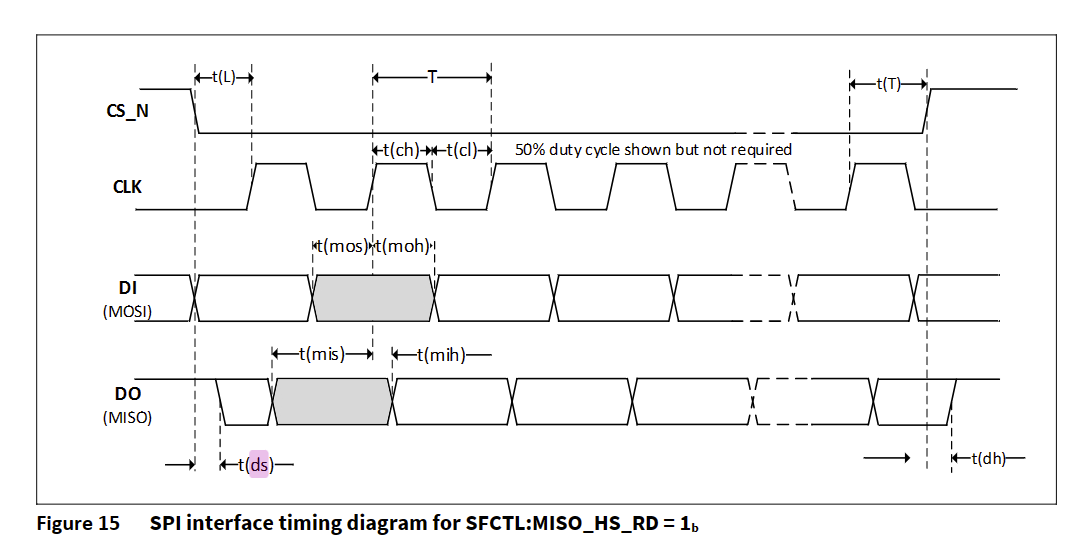 t(L)
T
t(T)
CS_N
t(ch)
t(cl)
50% duty cycle shown but not required
CLK
t(mos)
t(moh)
DI
(MOSI)
t(mis)
t(mih)
DO
(MISO)
t(ds)
t(dh)
Figure 15 SPI interface timing diagram for SFCTL:MISO_HS_RD = 1b